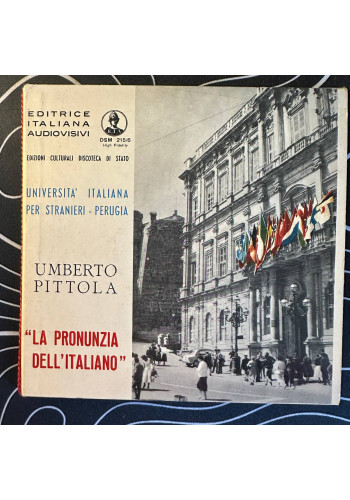 EDITRICE
ITALIANA
AUDIOVISIVI
E.I.A.
DSM 215/6
High Fidelity
EDIZIONI CULTURALI DISCOTECA DI STATO
UNIVERSITA' ITALIANA
PER STRANIERI - PERUGIA
UMBERTO
PITTOLA
"LA PRONUNZIA
DELL'ITALIANO"